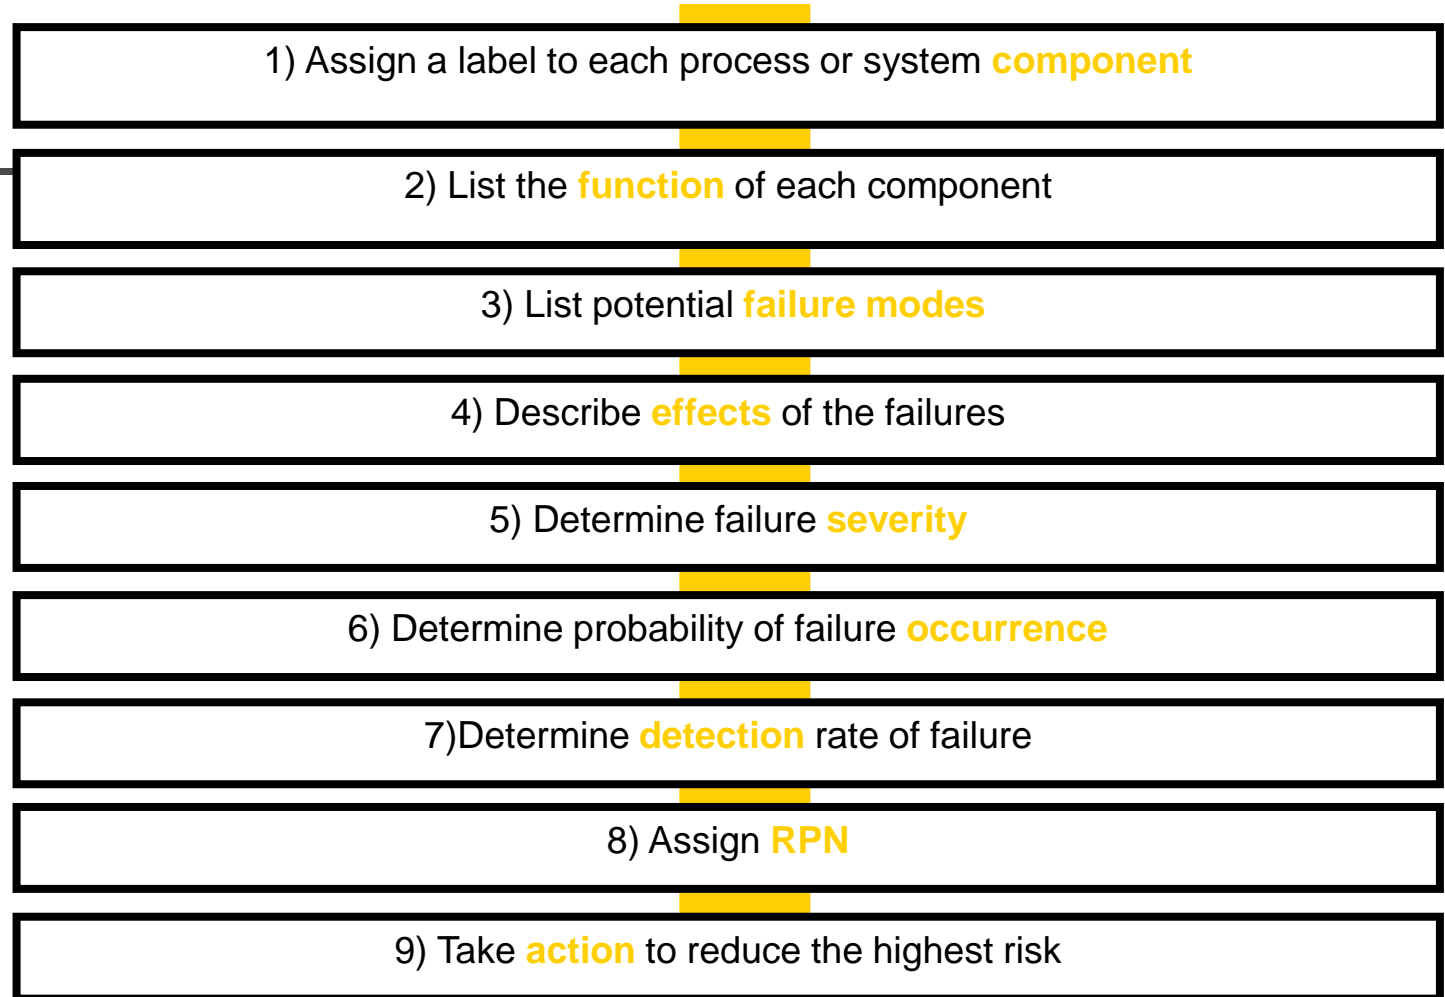 1) Assign a label to each process or system component
2) List the function of each component
3) List potential failure modes
4) Describe effects of the failures
5) Determine failure severity
6) Determine probability of failure occurrence
7)Determine detection rate of failure
8) Assign RPN
9) Take action to reduce the highest risk